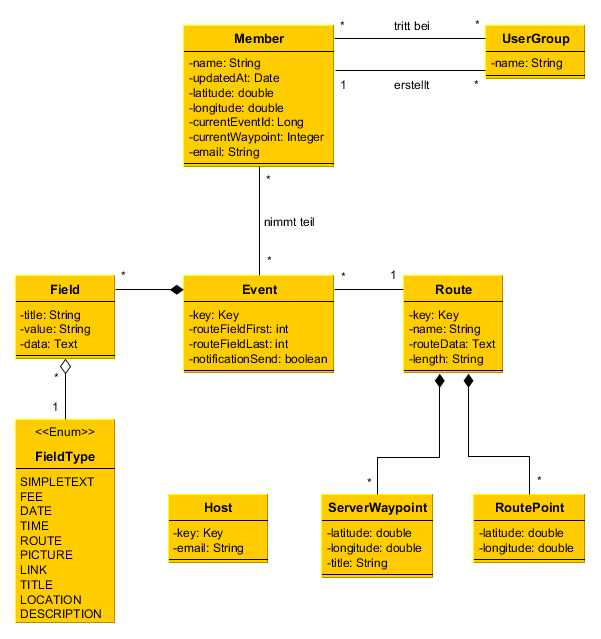 Member
-name: String
-updatedAt: Date
-latitude: double
-longitude: double
-currentEventId: Long
-currentWaypoint: Integer
-email: String
* tritt bei *
1 erstellt *
UserGroup
-name: String
*
nimmt teil
*
Field
-title: String
-value: String
-data: Text
*
Event
-key: Key
-routeFieldFirst: int
-routeFieldLast: int
-notificationSend: boolean
* 1
Route
-key: Key
-name: String
-routeData: Text
-length: String
*
1
<<Enum>>
FieldType
SIMPLETEXT
FEE
DATE
TIME
ROUTE
PICTURE
LINK
TITLE
LOCATION
DESCRIPTION
Host
-key: Key
-email: String
*
ServerWaypoint
-latitude: double
-longitude: double
-title: String
*
RoutePoint
-latitude: double
-longitude: double